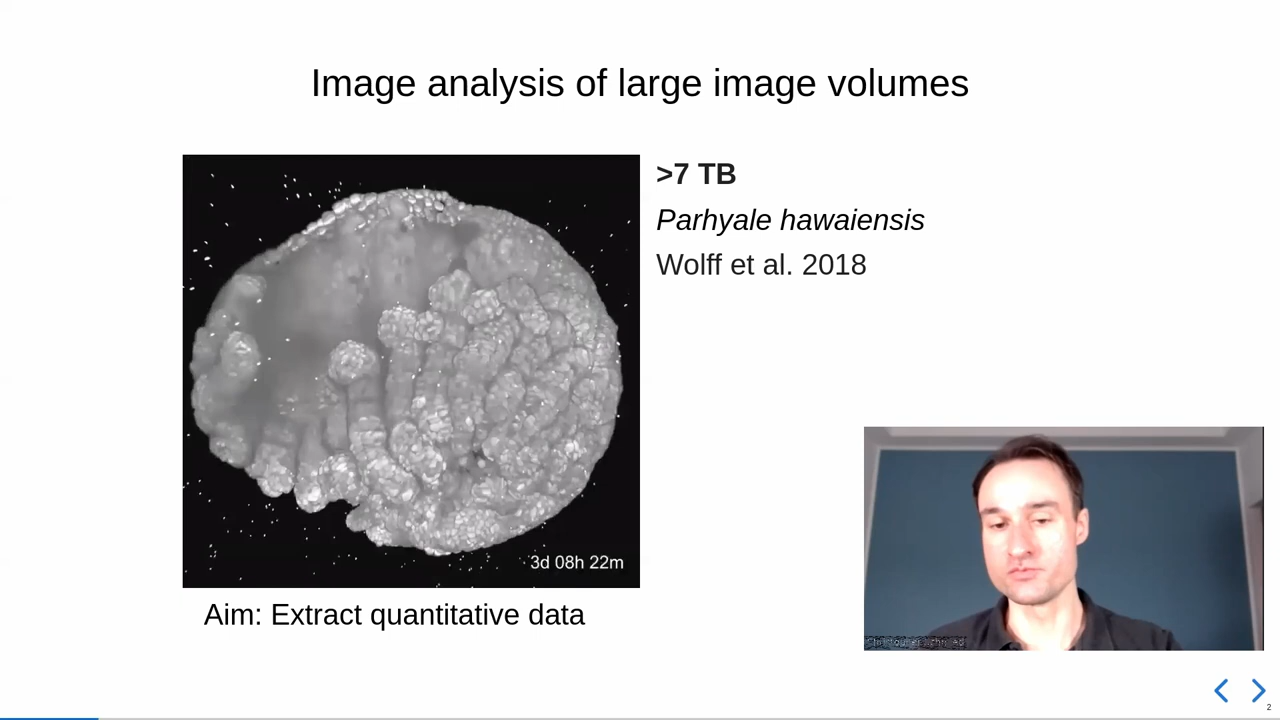 Image analysis of large image volumes
>7 TB
Parhyale hawaiensis
Wolff et al. 2018
3d 08h 22m
Aim: Extract quantitative data
2